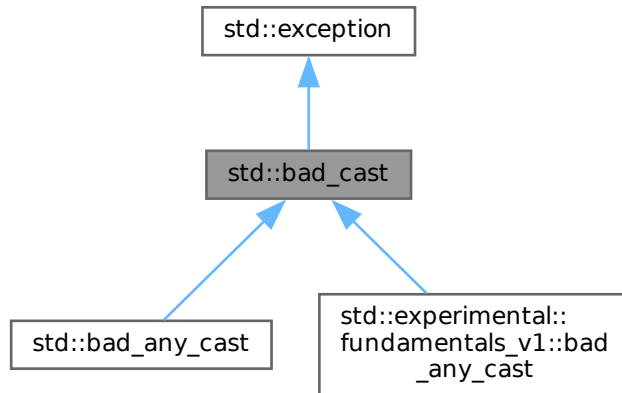 std::exception
std::bad_cast
std::bad_any_cast
std::experimental::
fundamentals_v1::bad
_any_cast